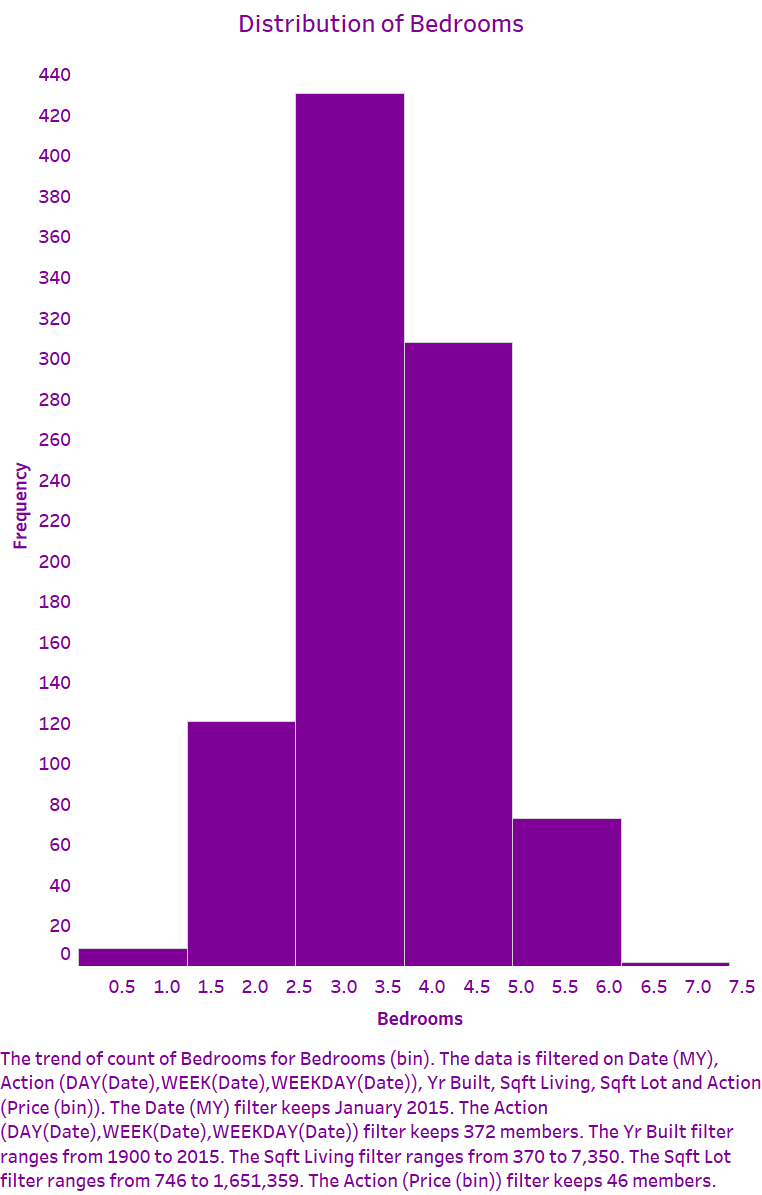 Distribution of Bedrooms
440
420
400
380
360
340
320
300
280
260
240
220
200
180
160
140
120
100
80
60
40
20
0
Frequency
0.5 1.0 1.5 2.0 2.5 3.0 3.5 4.0 4.5 5.0 5.5 6.0 6.5 7.0 7.5
Bedrooms
The trend of count of Bedrooms for Bedrooms (bin). The data is filtered on Date (MY),
Action (DAY(Date),WEEK(Date),WEEKDAY(Date)), Yr Built, Sqft Living, Sqft Lot and Action
(Price (bin)). The Date (MY) filter keeps January 2015. The Action
(DAY(Date),WEEK(Date),WEEKDAY(Date)) filter keeps 372 members. The Yr Built filter
ranges from 1900 to 2015. The Sqft Living filter ranges from 370 to 7,350. The Sqft Lot
filter ranges from 746 to 1,651,359. The Action (Price (bin)) filter keeps 46 members.